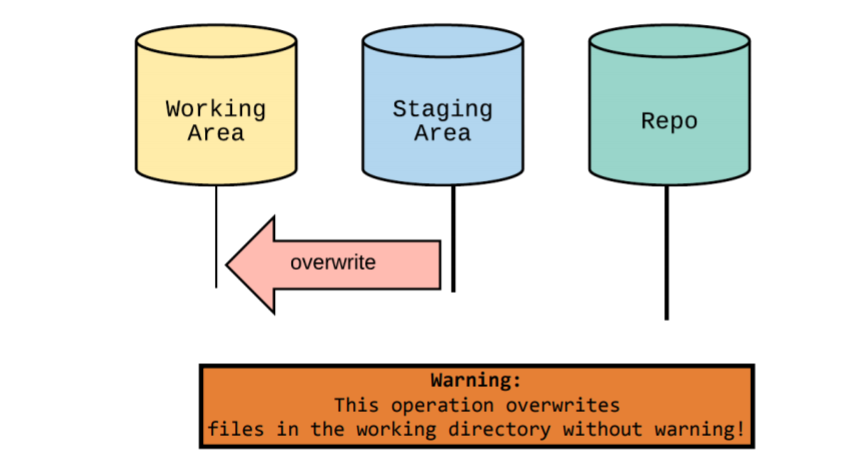 Working
Area
Staging
Area
Repo
overwrite
Warning:
This operation overwrites
files in the working directory without warning!